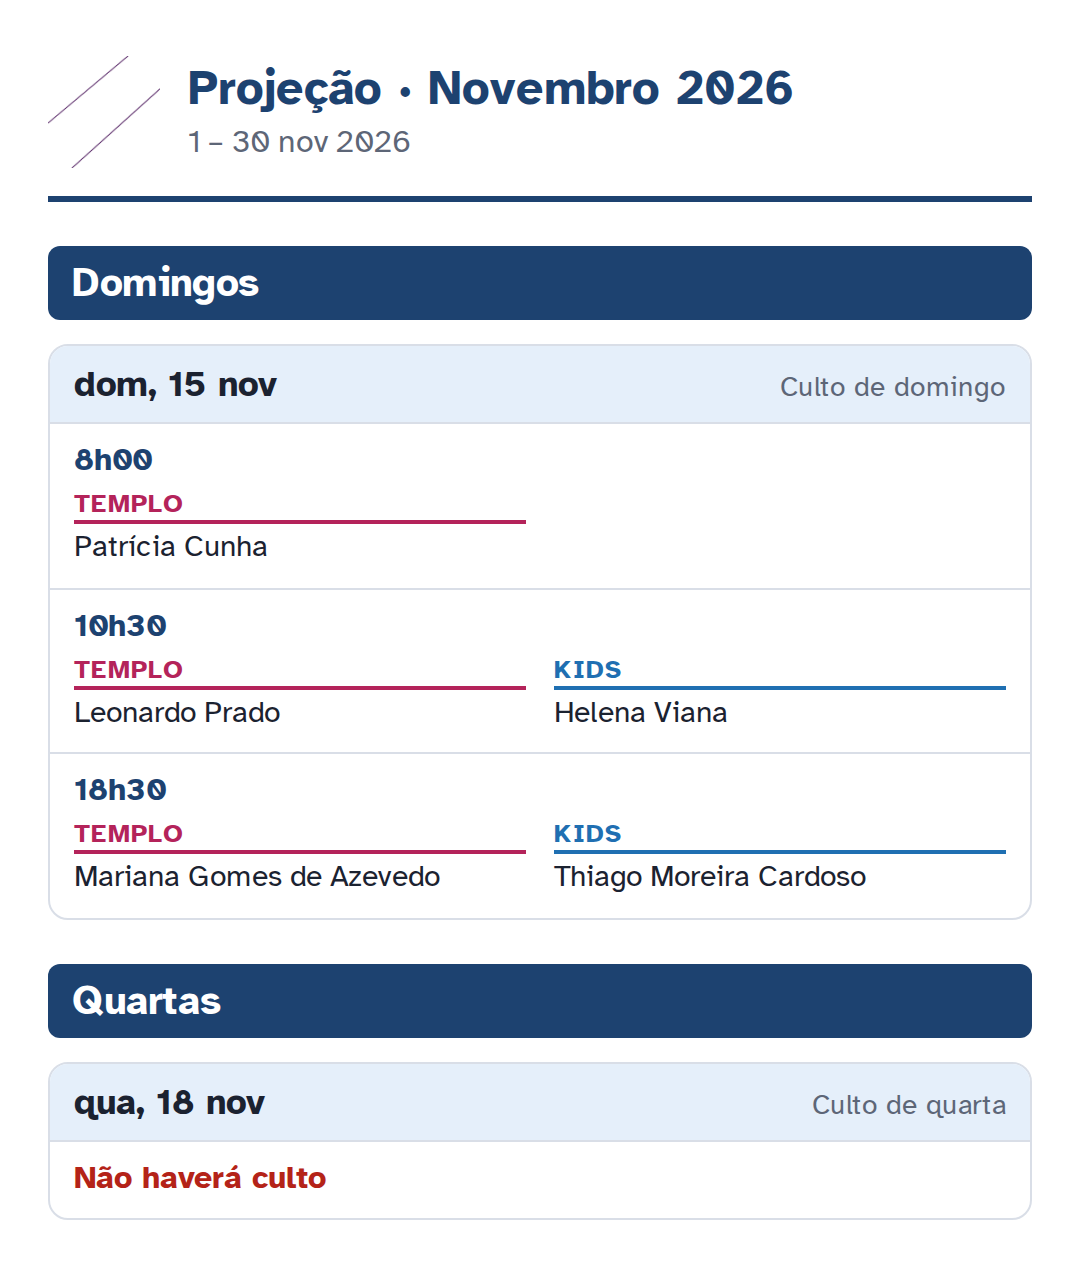 Projeção • Novembro 2026
1 – 30 nov 2026
Domingos
dom, 15 nov
Culto de domingo
8h00
TEMPLO
Patrícia Cunha
10h30
TEMPLO
Leonardo Prado
KIDS
Helena Viana
18h30
TEMPLO
Mariana Gomes de Azevedo
KIDS
Thiago Moreira Cardoso
Quartas
qua, 18 nov
Culto de quarta
Não haverá culto